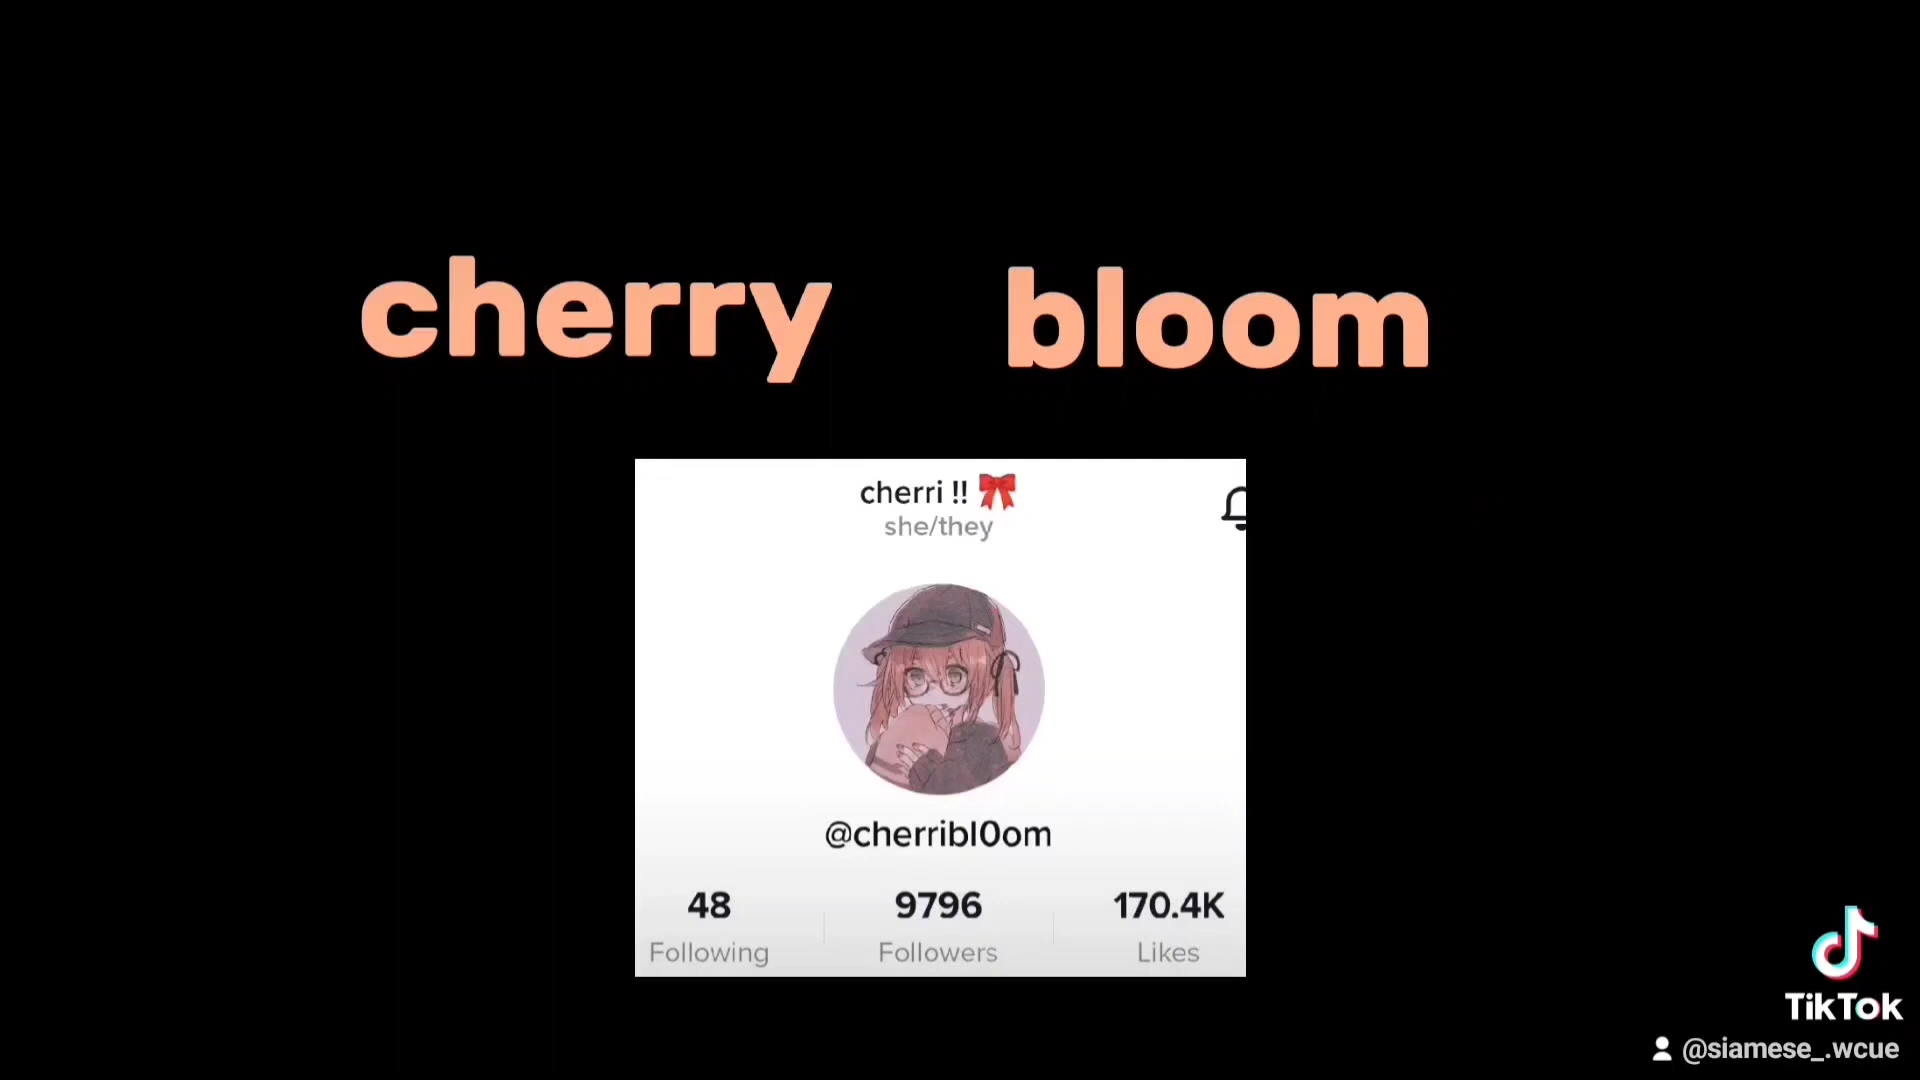 cherry bloom
cherri !! 🎀
she/they
@cherribl0om
48 9796 170.4K
Following Followers Likes
TikTok
@siamese_.wcue